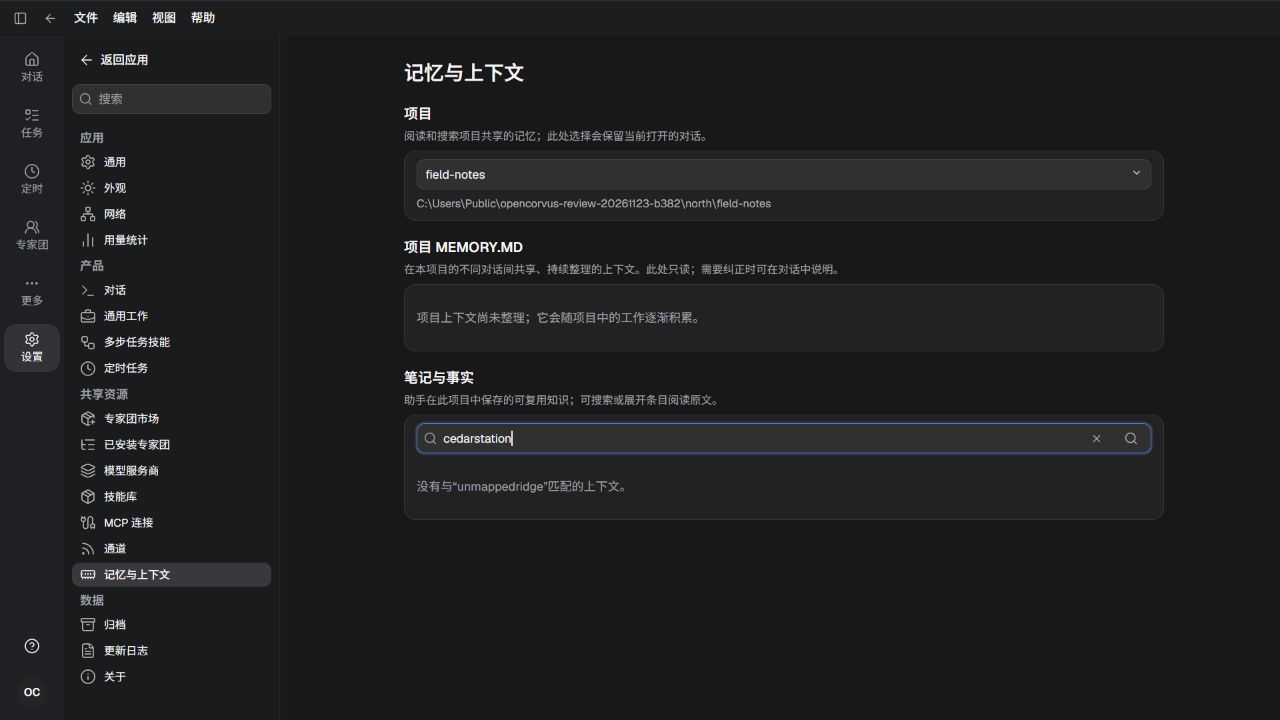 文件 编辑 视图 帮助
对话
任务
定时
专家团
更多
设置
OC
返回应用
搜索
应用
通用
外观
网络
用量统计
产品
对话
通用工作
多步任务技能
定时任务
共享资源
专家团市场
已安装专家团
模型服务商
技能库
MCP 连接
通道
记忆与上下文
数据
归档
更新日志
关于
记忆与上下文
项目
阅读和搜索项目共享的记忆；此处选择会保留当前打开的对话。
field-notes
C:\Users\Public\opencorvus-review-20261123-b382\north\field-notes
项目 MEMORY.MD
在本项目的不同对话间共享、持续整理的上下文。此处只读；需要纠正时可在对话中说明。
项目上下文尚未整理；它会随项目中的工作逐渐积累。
笔记与事实
助手在此项目中保存的可复用知识；可搜索或展开条目阅读原文。
cedarstation
没有与“unmappedridge”匹配的上下文。